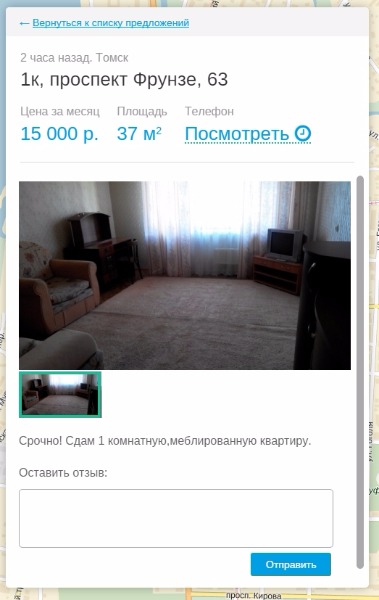 ← Вернуться к списку предложений
2 часа назад. Томск
1к, проспект Фрунзе, 63
Цена за месяц Площадь Телефон
15 000 р. 37 м² Посмотреть
Срочно! Сдам 1 комнатную,меблированную квартиру.
Оставить отзыв:
Отправить
просп. Кирова